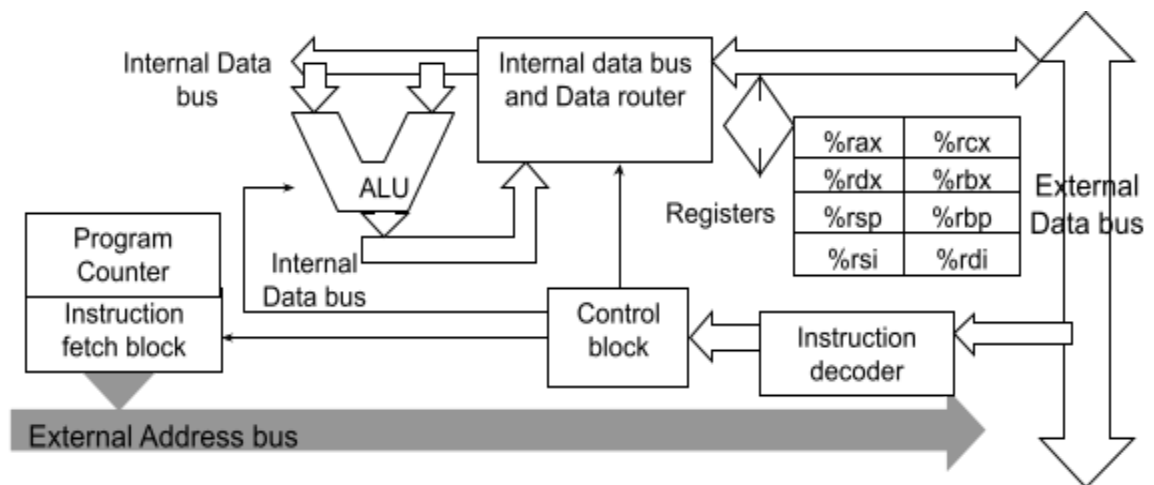 Internal Data
bus
Internal data bus
and Data router
ALU
%rax
%rcx
%rdx
%rbx
%rsp
%rbp
%rsi
%rdi
Registers
External
Data bus
Program
Counter
Instruction
fetch block
Internal
Data bus
Control
block
Instruction
decoder
External Address bus